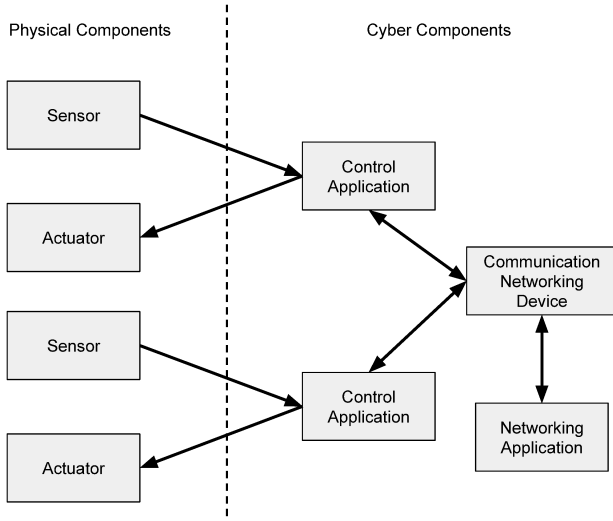 Physical Components
Cyber Components
Sensor
Control
Application
Actuator
Communication
Networking
Device
Sensor
Control
Application
Networking
Application
Actuator